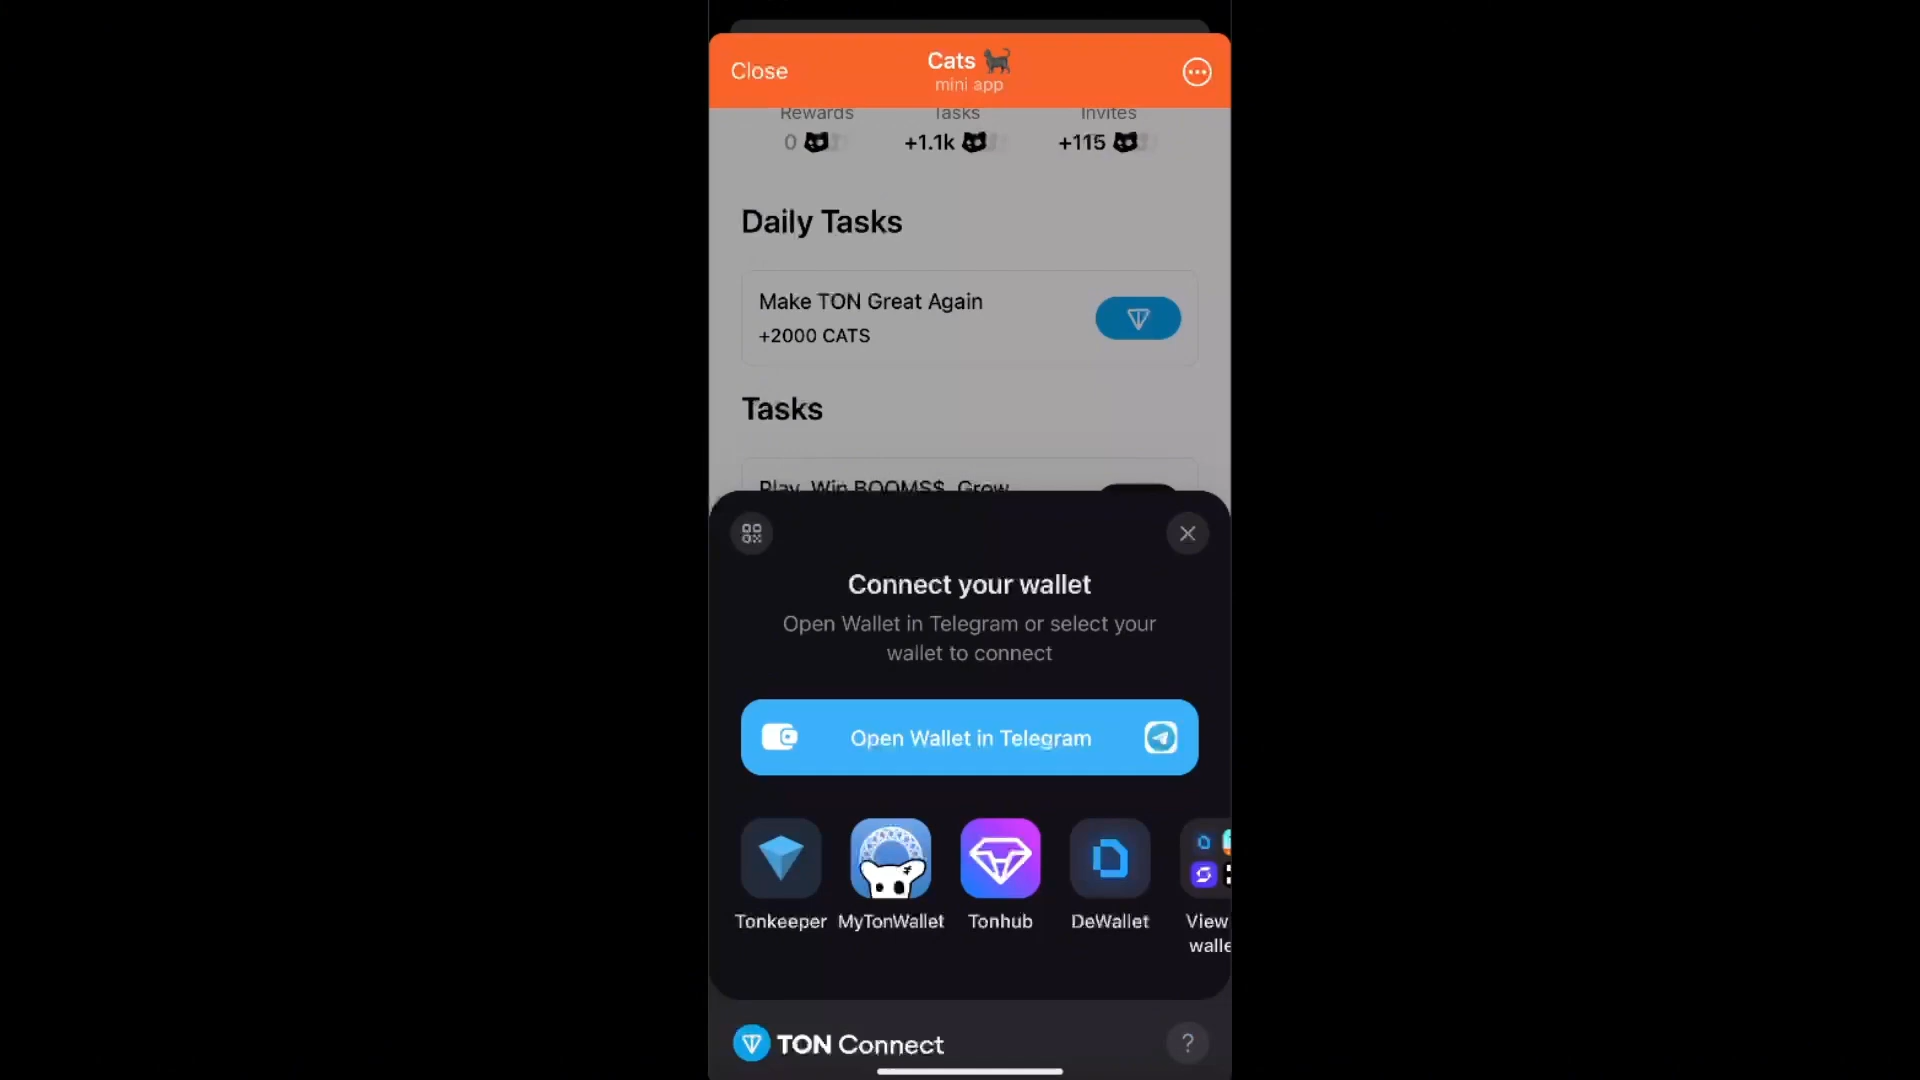 Close
Cats
mini app
Rewards Tasks Invites
0 +1.1k +115
Daily Tasks
Make TON Great Again
+2000 CATS
Tasks
Play, Win BOOMS$, Grow
Connect your wallet
Open Wallet in Telegram or select your
wallet to connect
Open Wallet in Telegram
Tonkeeper MyTonWallet Tonhub DeWallet View
TON Connect ?